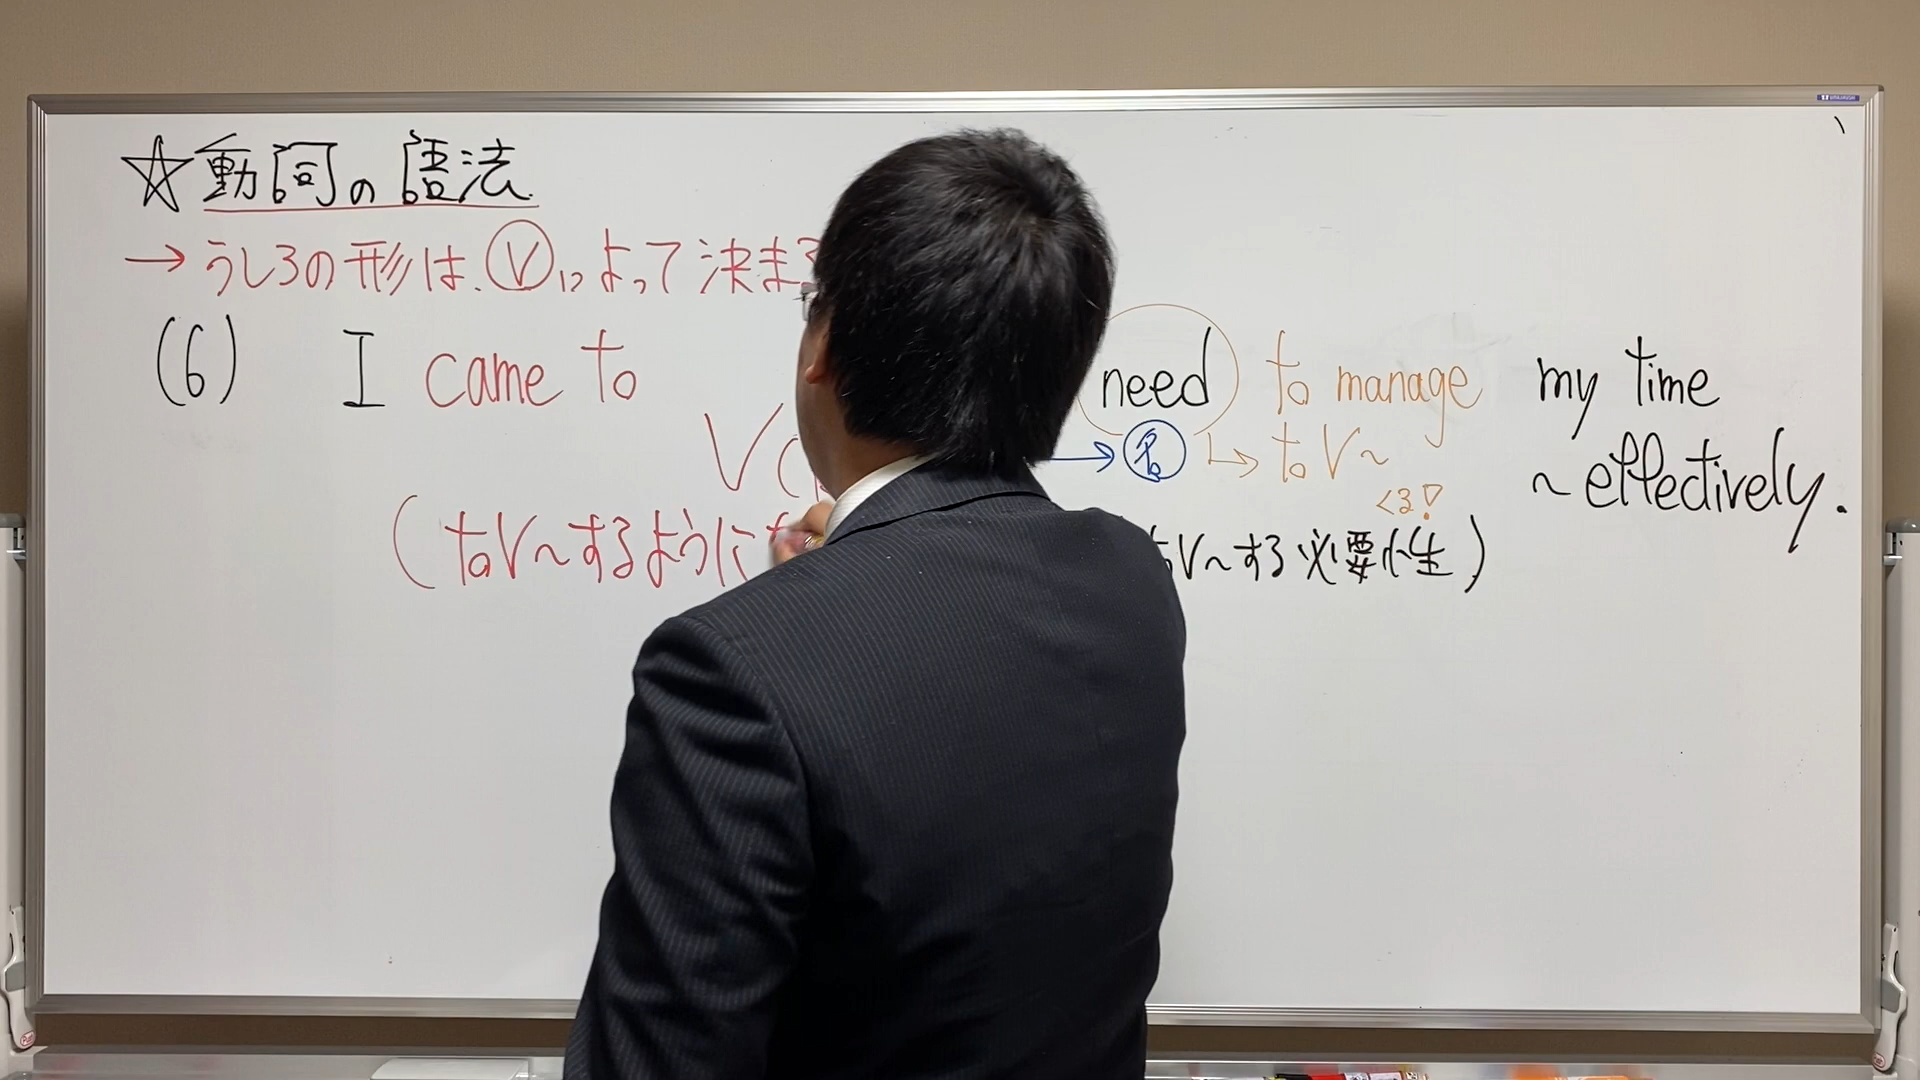 ☆動詞の語法
→ うしろの形は、Ⓥによって決まる
(6) I came to need to manage my time
V(
→ 名 → to V~ ~effectively.
くる!
(to V~するように to V~する必要性)